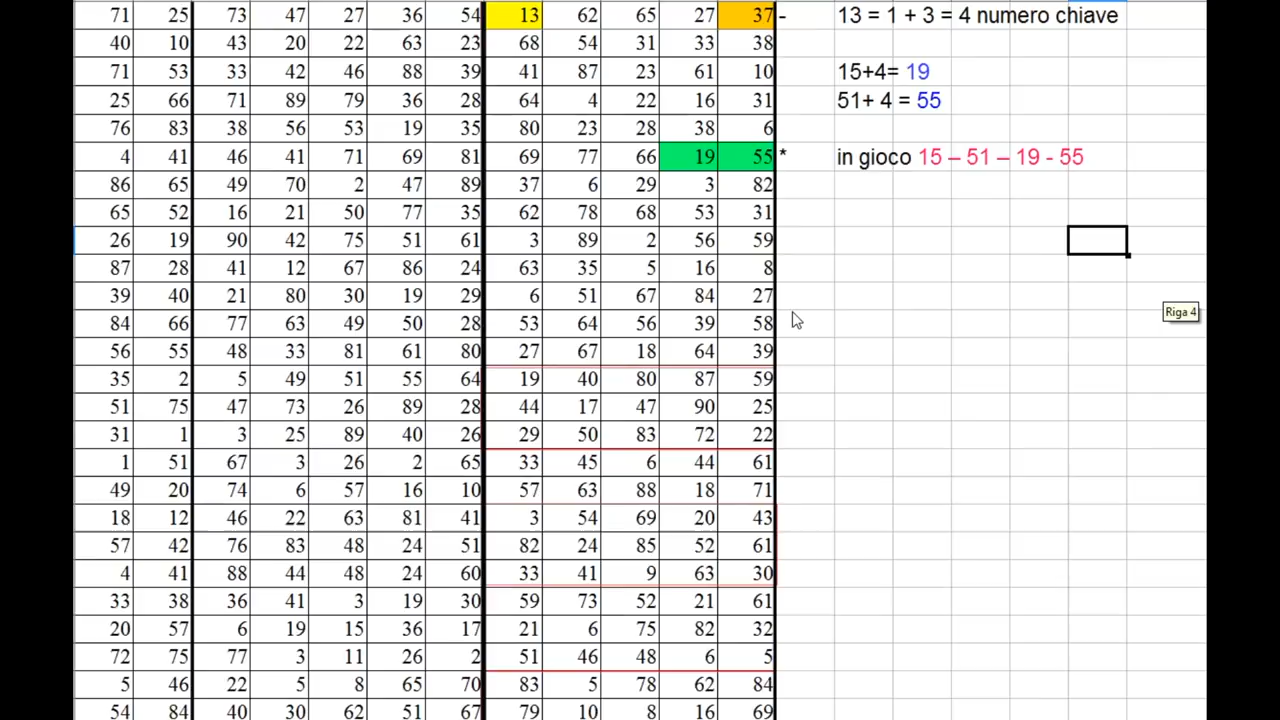 71 25 73 47 27 36 54 13 62 65 27 37 - 13 = 1 + 3 = 4 numero chiave
40 10 43 20 22 63 23 68 54 31 33 38
71 53 33 42 46 88 39 41 87 23 61 10 15+4= 19
25 66 71 89 79 36 28 64 4 22 16 31 51+ 4 = 55
76 83 38 56 53 19 35 80 23 28 38 6
4 41 46 41 71 69 81 69 77 66 19 55 * in gioco 15 – 51 – 19 - 55
86 65 49 70 2 47 89 37 6 29 3 82
65 52 16 21 50 77 35 62 78 68 53 31
26 19 90 42 75 51 61 3 89 2 56 59
87 28 41 12 67 86 24 63 35 5 16 8
39 40 21 80 30 19 29 6 51 67 84 27
84 66 77 63 49 50 28 53 64 56 39 58
Riga 4
56 55 48 33 81 61 80 27 67 18 64 39
35 2 5 49 51 55 64 19 40 80 87 59
51 75 47 73 26 89 28 44 17 47 90 25
31 1 3 25 89 40 26 29 50 83 72 22
1 51 67 3 26 2 65 33 45 6 44 61
49 20 74 6 57 16 10 57 63 88 18 71
18 12 46 22 63 81 41 3 54 69 20 43
57 42 76 83 48 24 51 82 24 85 52 61
4 41 88 44 48 24 60 33 41 9 63 30
33 38 36 41 3 19 30 59 73 52 21 61
20 57 6 19 15 36 17 21 6 75 82 32
72 75 77 3 11 26 2 51 46 48 6 5
5 46 22 5 8 65 70 83 5 78 62 84
54 84 40 30 62 51 67 79 10 8 16 69